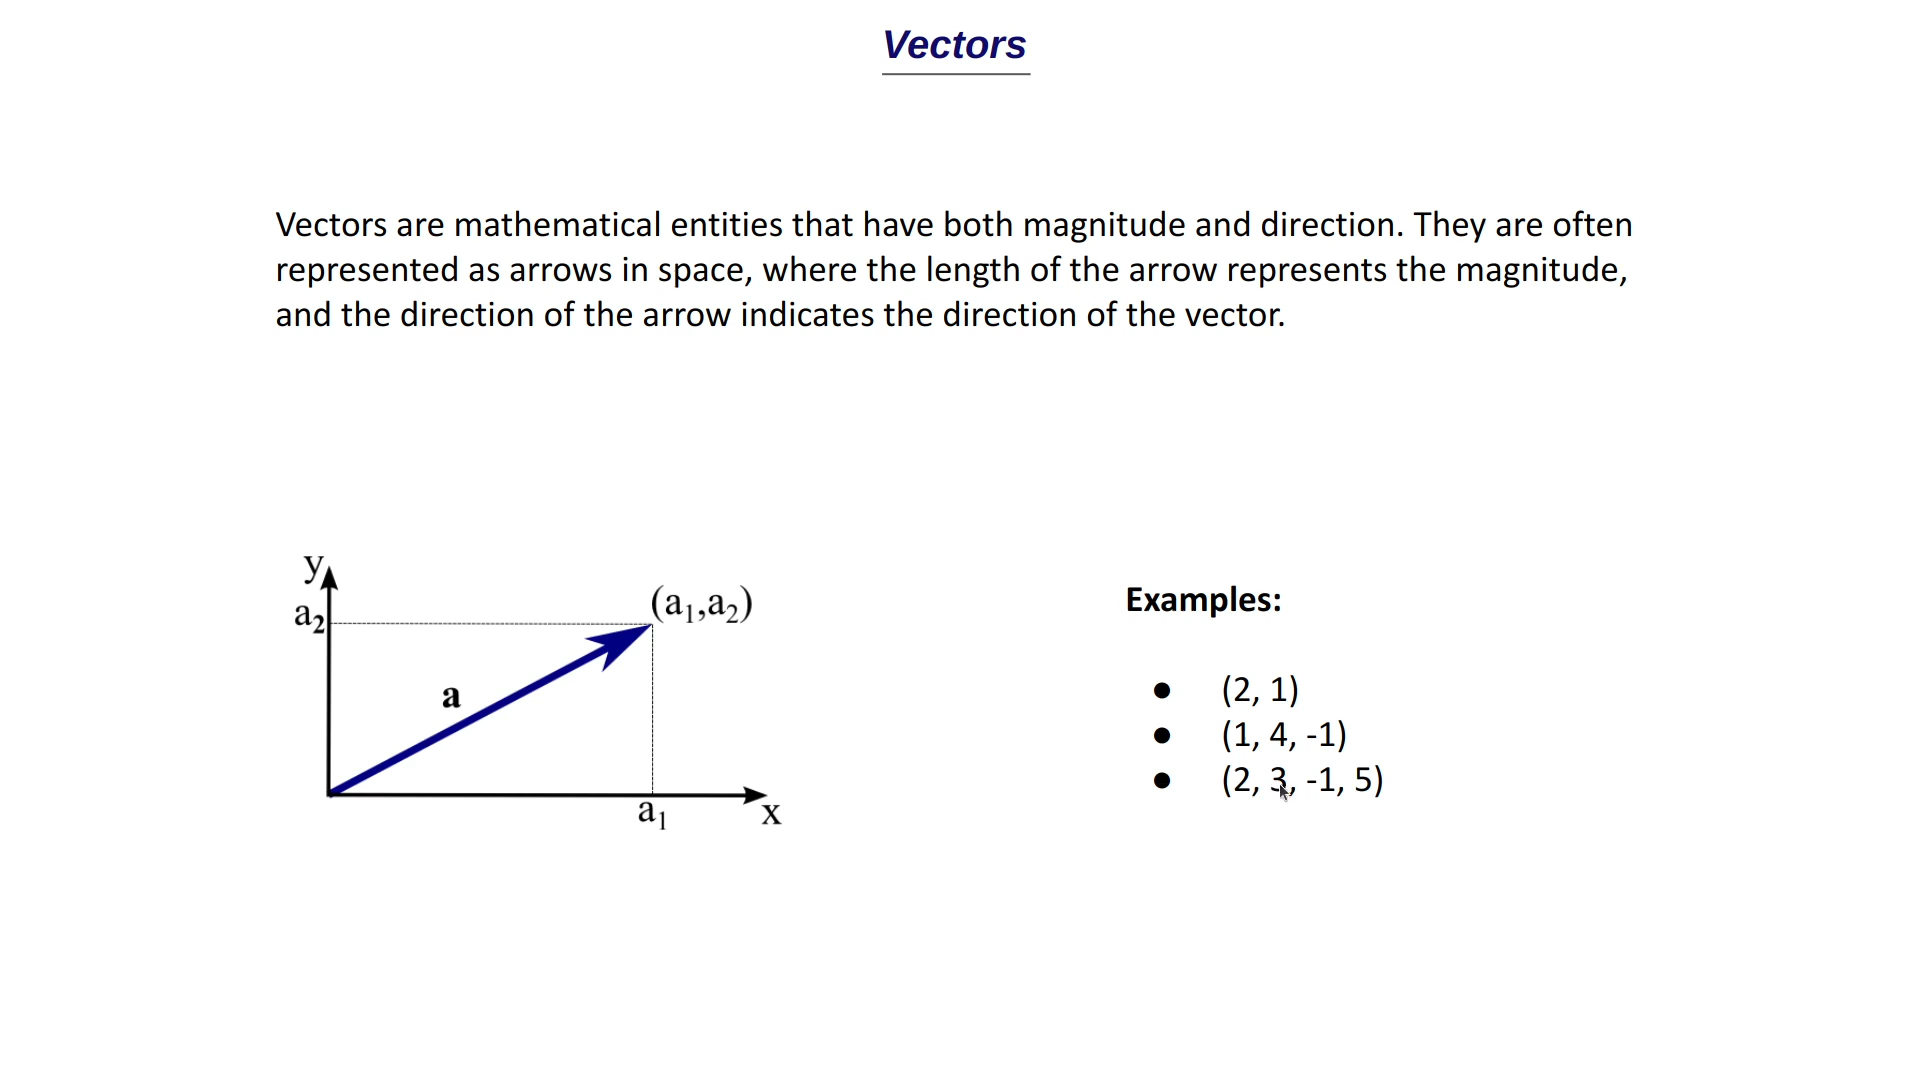 Vectors
Vectors are mathematical entities that have both magnitude and direction. They are often
represented as arrows in space, where the length of the arrow represents the magnitude,
and the direction of the arrow indicates the direction of the vector.
y
a₂
(a₁,a₂)
a
a₁
x
Examples:
● (2, 1)
● (1, 4, -1)
● (2, 3, -1, 5)